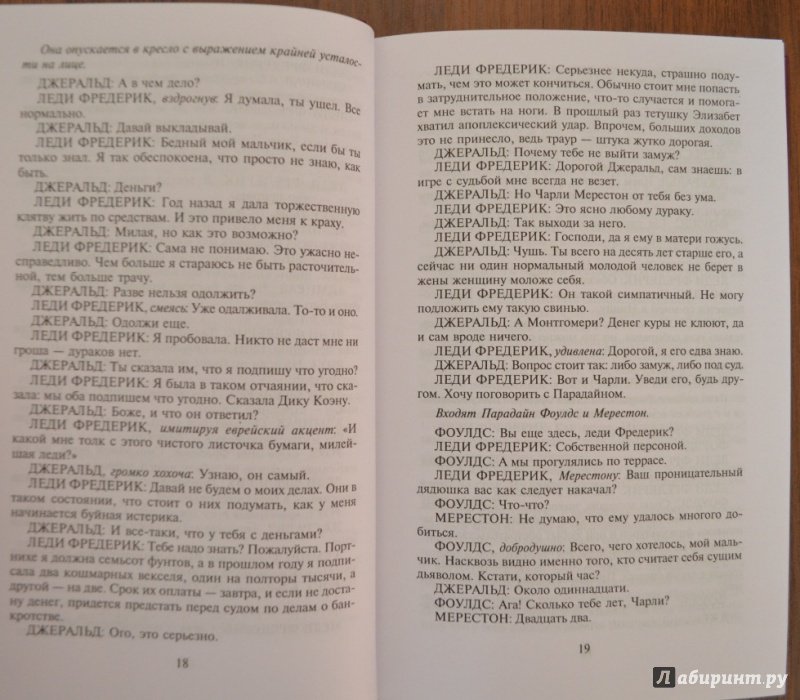 Она опускается в кресло с выражением крайней усталос-
ти на лице.
ДЖЕРАЛЬД: А в чем дело?
ЛЕДИ ФРЕДЕРИК, вздрогнув: Я думала, ты ушел. Все
нормально.
ДЖЕРАЛЬД: Давай выкладывай.
ЛЕДИ ФРЕДЕРИК: Бедный мой мальчик, если бы ты
только знал. Я так обеспокоена, что просто не знаю, как
быть.
ДЖЕРАЛЬД: Деньги?
ЛЕДИ ФРЕДЕРИК: Год назад я дала торжественную
клятву жить по средствам. И это привело меня к краху.
ДЖЕРАЛЬД: Милая, но как это возможно?
ЛЕДИ ФРЕДЕРИК: Сама не понимаю. Это ужасно не-
справедливо. Чем больше я стараюсь не быть расточитель-
ной, тем больше трачу.
ДЖЕРАЛЬД: Разве нельзя одолжить?
ЛЕДИ ФРЕДЕРИК, смеясь: Уже одалживала. То-то и оно.
ДЖЕРАЛЬД: Одолжи еще.
ЛЕДИ ФРЕДЕРИК: Я пробовала. Никто не даст мне ни
гроша — дураков нет.
ДЖЕРАЛЬД: Ты сказала им, что я подпишу что угодно?
ЛЕДИ ФРЕДЕРИК: Я была в таком отчаянии, что ска-
зала: мы оба подпишем что угодно. Сказала Дику Коэну.
ДЖЕРАЛЬД: Боже, и что он ответил?
ЛЕДИ ФРЕДЕРИК, имитируя еврейский акцент: «И
какой мне толк с этого чистого листочка бумаги, милей-
шая леди?»
ДЖЕРАЛЬД, громко хохоча: Узнаю, он самый.
ЛЕДИ ФРЕДЕРИК: Давай не будем о моих делах. Они в
таком состоянии, что стоит о них подумать, как у меня
начинается буйная истерика.
ДЖЕРАЛЬД: И все-таки, что у тебя с деньгами?
ЛЕДИ ФРЕДЕРИК: Тебе надо знать? Пожалуйста. Порт-
нихе я должна семьсот фунтов, а в прошлом году я подпи-
сала два кошмарных векселя, один на полторы тысячи, а
другой — на две. Срок их оплаты — завтра, и если не доста-
ну денег, придется предстать перед судом по делам о бан-
кротстве.
ДЖЕРАЛЬД: Ого, это серьезно.
18
ЛЕДИ ФРЕДЕРИК: Серьезнее некуда, страшно поду-
мать, чем это может кончиться. Обычно стоит мне попасть
в затруднительное положение, что-то случается и помога-
ет мне встать на ноги. В прошлый раз тетушку Элизабет
хватил апоплексический удар. Впрочем, больших доходов
это не принесло, ведь траур — штука жутко дорогая.
ДЖЕРАЛЬД: Почему тебе не выйти замуж?
ЛЕДИ ФРЕДЕРИК: Дорогой Джеральд, сам знаешь: в
игре с судьбой мне всегда не везет.
ДЖЕРАЛЬД: Но Чарли Мерестон от тебя без ума.
ЛЕДИ ФРЕДЕРИК: Это ясно любому дураку.
ДЖЕРАЛЬД: Так выходи за него.
ЛЕДИ ФРЕДЕРИК: Господи, да я ему в матери гожусь.
ДЖЕРАЛЬД: Чушь. Ты всего на десять лет старше его, а
сейчас ни один нормальный молодой человек не берет в
жены женщину моложе себя.
ЛЕДИ ФРЕДЕРИК: Он такой симпатичный. Не могу
подложить ему такую свинью.
ДЖЕРАЛЬД: А Монтгомери? Денег куры не клюют, да
и сам вроде ничего.
ЛЕДИ ФРЕДЕРИК, удивлена: Дорогой, я его едва знаю.
ДЖЕРАЛЬД: Вопрос стоит так: либо замуж, либо под суд.
ЛЕДИ ФРЕДЕРИК: Вот и Чарли. Уведи его, будь дру-
гом. Хочу поговорить с Парадайном.
Входят Парадайн Фоулдс и Мерестон.
ФОУЛДС: Вы еще здесь, леди Фредерик?
ЛЕДИ ФРЕДЕРИК: Собственной персоной.
ФОУЛДС: А мы прогулялись по террасе.
ЛЕДИ ФРЕДЕРИК, Мерестону: Ваш проницательный
дядюшка вас как следует накачал?
ФОУЛДС: Что-что?
МЕРЕСТОН: Не думаю, что ему удалось многого до-
биться.
ФОУЛДС, добродушно: Всего, чего хотелось, мой маль-
чик. Насквозь видно именно того, кто считает себя сущим
дьяволом. Кстати, который час?
ДЖЕРАЛЬД: Около одиннадцати.
ФОУЛДС: Ага! Сколько тебе лет, Чарли?
МЕРЕСТОН: Двадцать два.
19
Лабиринт.ру